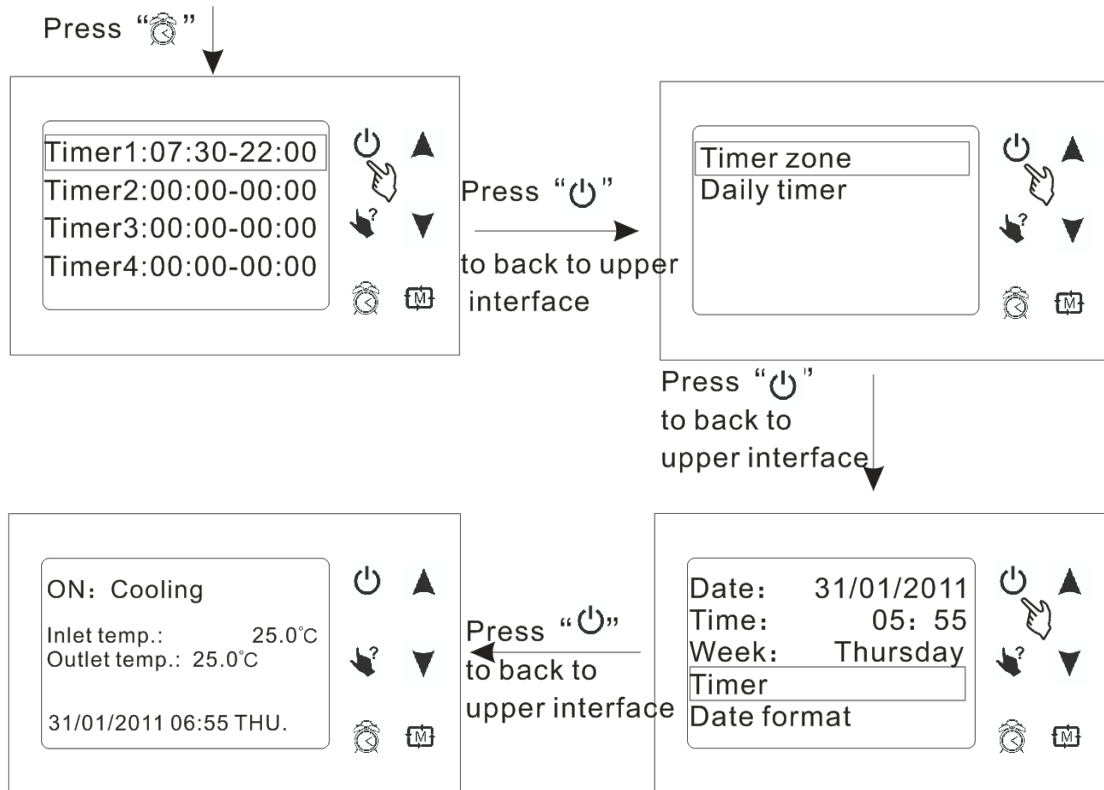 Press “⏰”
Timer1:07:30-22:00
Timer2:00:00-00:00
Timer3:00:00-00:00
Timer4:00:00-00:00
?
M
Press “⏻”
to back to upper
interface
Timer zone
Daily timer
?
M
Press “⏻”
to back to
upper interface
ON: Cooling
Inlet temp.: 25.0°C
Outlet temp.: 25.0°C
31/01/2011 06:55 THU.
?
M
Press “⏻”
to back to
upper interface
Date: 31/01/2011
Time: 05: 55
Week: Thursday
Timer
Date format
?
M